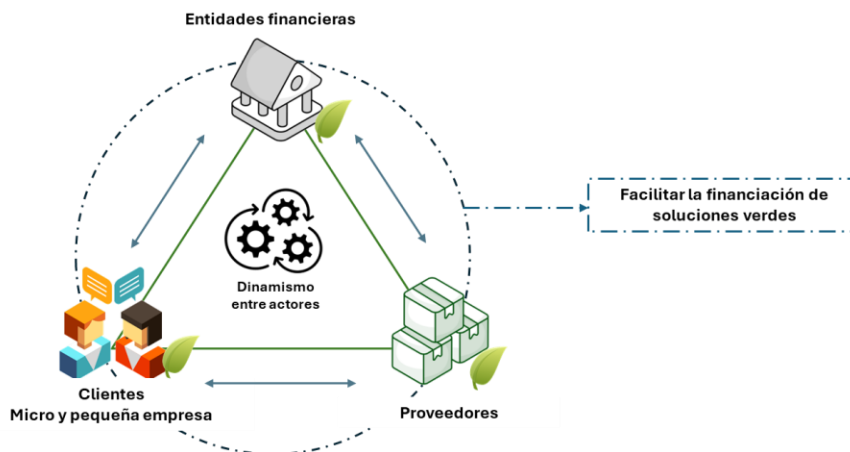 Entidades financieras
Facilitar la financiación de
soluciones verdes
Dinamismo
entre actores
Clientes
Micro y pequeña empresa
Proveedores